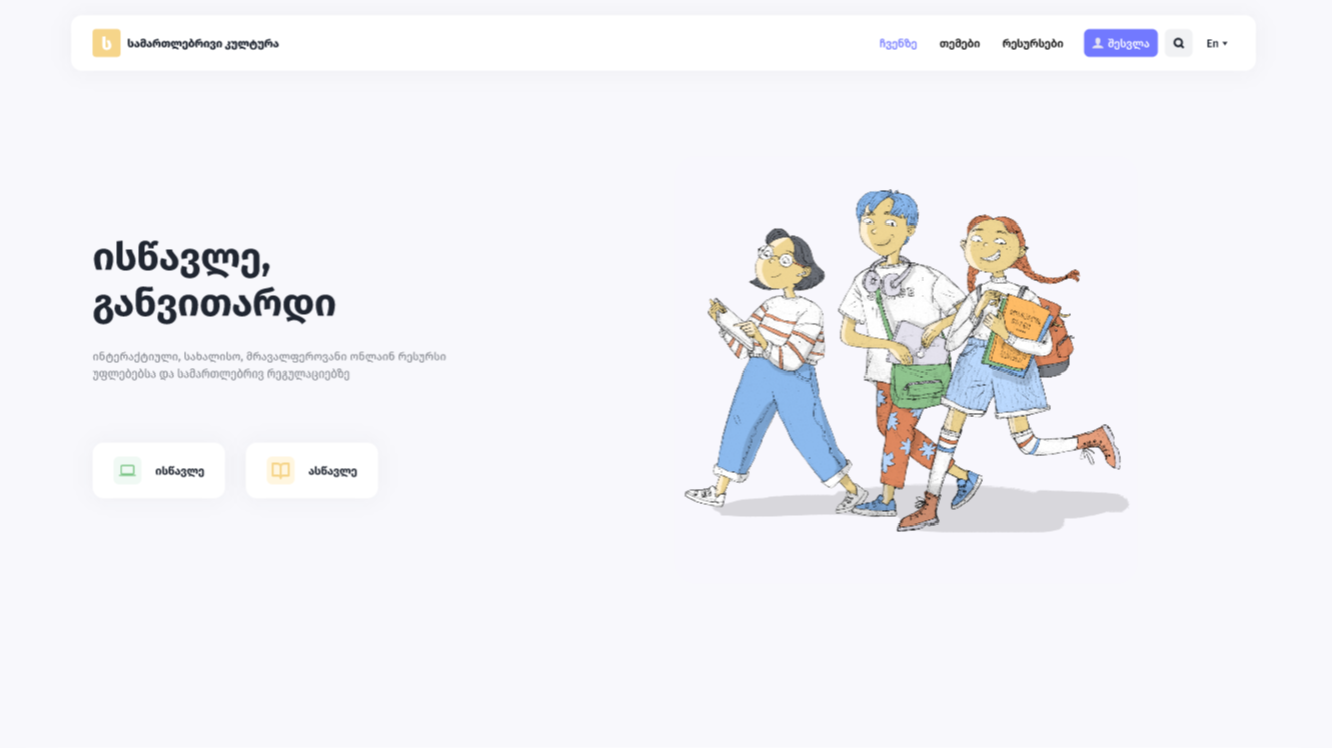 ს სამართლებრივი კულტურა
ჩვენზე თემები რესურსები შესვლა En
ისწავლე,
განვითარდი
ინტერაქტიული, სახალისო, მრავალფეროვანი ონლაინ რესურსი
უფლებებსა და სამართლებრივ რეგულაციებზე
ისწავლე ასწავლე